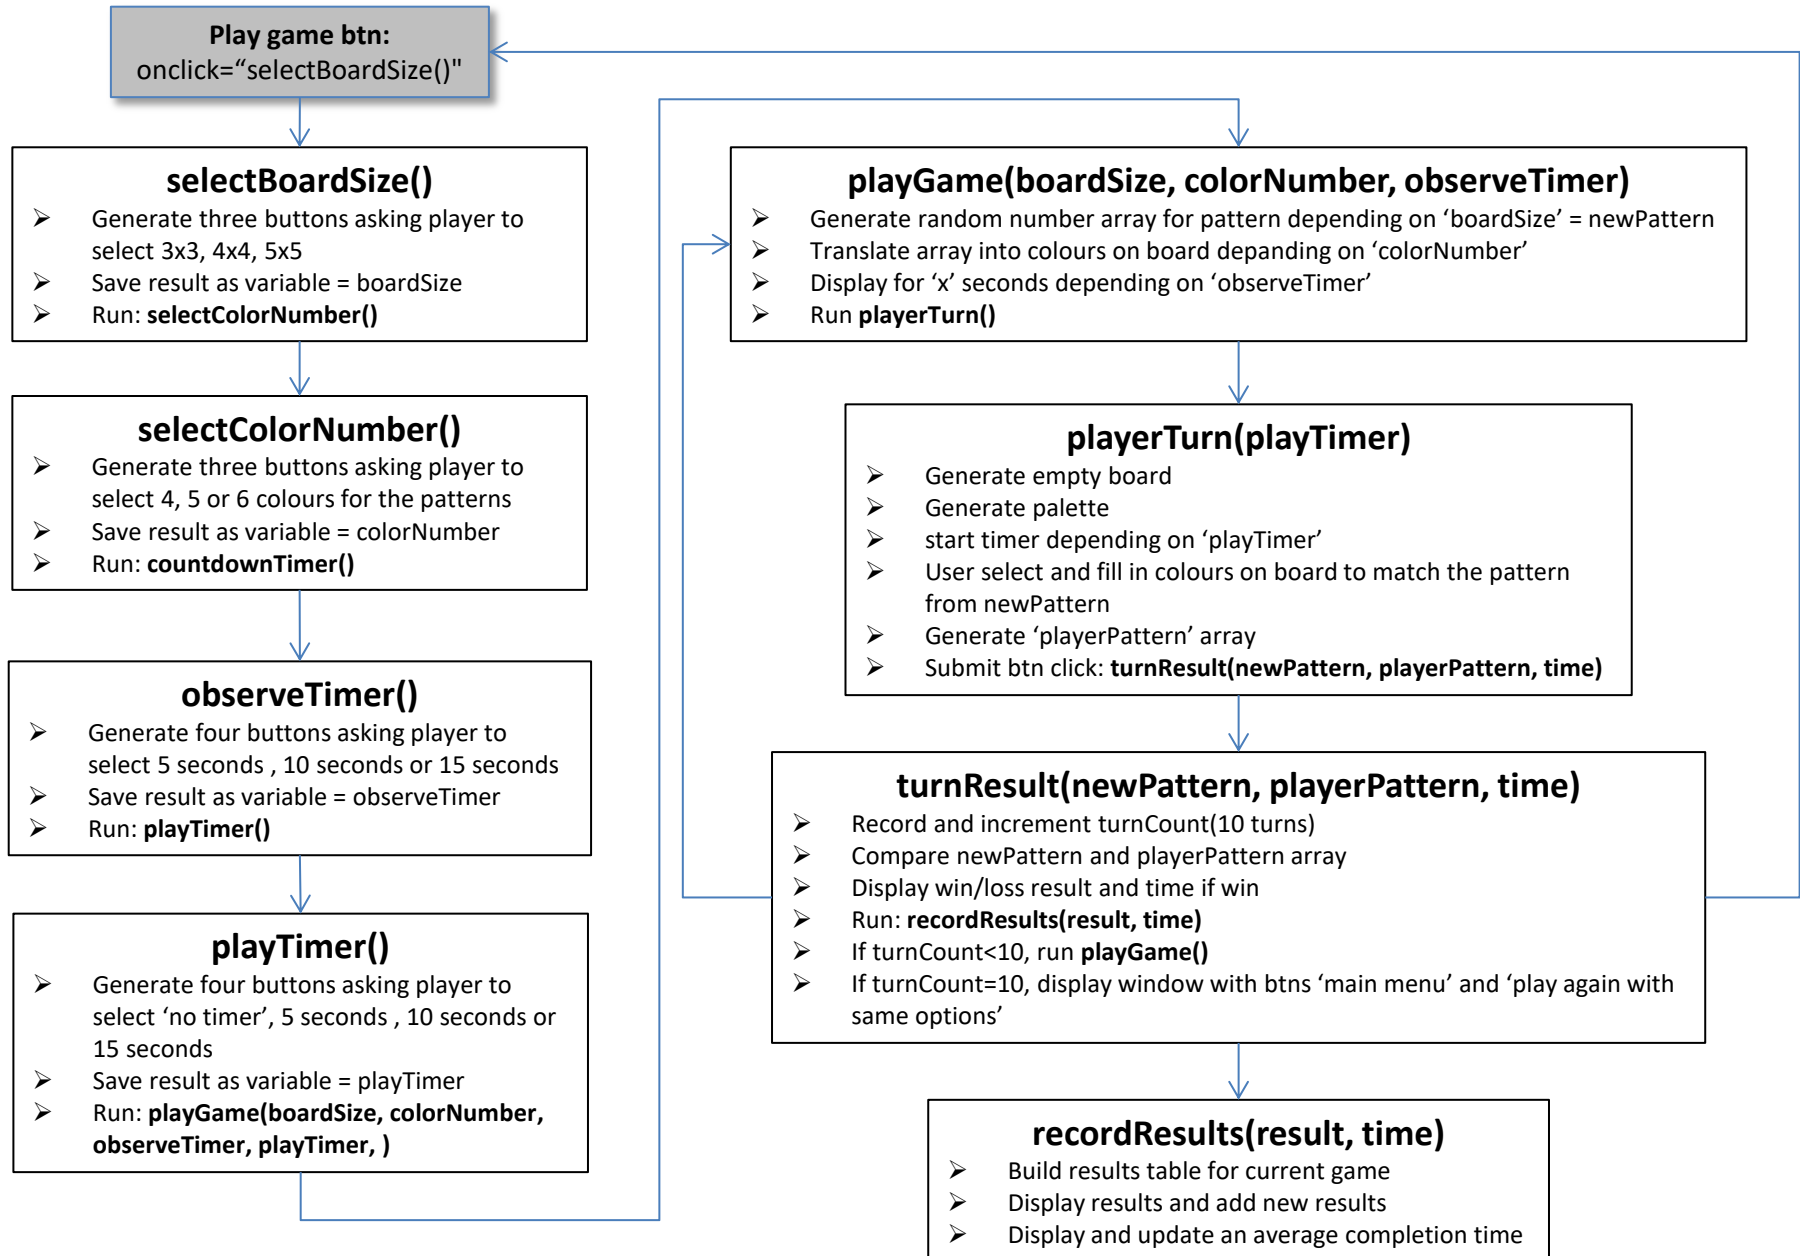 Play game btn:
onclick=“selectBoardSize()"
selectBoardSize()
➢ Generate three buttons asking player to
select 3x3, 4x4, 5x5
➢ Save result as variable = boardSize
➢ Run: selectColorNumber()
selectColorNumber()
➢ Generate three buttons asking player to
select 4, 5 or 6 colours for the patterns
➢ Save result as variable = colorNumber
➢ Run: countdownTimer()
observeTimer()
➢ Generate four buttons asking player to
select 5 seconds , 10 seconds or 15 seconds
➢ Save result as variable = observeTimer
➢ Run: playTimer()
playTimer()
➢ Generate four buttons asking player to
select ‘no timer’, 5 seconds , 10 seconds or
15 seconds
➢ Save result as variable = playTimer
➢ Run: playGame(boardSize, colorNumber,
observeTimer, playTimer, )
playGame(boardSize, colorNumber, observeTimer)
➢ Generate random number array for pattern depending on ‘boardSize’ = newPattern
➢ Translate array into colours on board depanding on ‘colorNumber’
➢ Display for ‘x’ seconds depending on ‘observeTimer’
➢ Run playerTurn()
playerTurn(playTimer)
➢ Generate empty board
➢ Generate palette
➢ start timer depending on ‘playTimer’
➢ User select and fill in colours on board to match the pattern
from newPattern
➢ Generate ‘playerPattern’ array
➢ Submit btn click: turnResult(newPattern, playerPattern, time)
turnResult(newPattern, playerPattern, time)
➢ Record and increment turnCount(10 turns)
➢ Compare newPattern and playerPattern array
➢ Display win/loss result and time if win
➢ Run: recordResults(result, time)
➢ If turnCount<10, run playGame()
➢ If turnCount=10, display window with btns ‘main menu’ and ‘play again with
same options’
recordResults(result, time)
➢ Build results table for current game
➢ Display results and add new results
➢ Display and update an average completion time